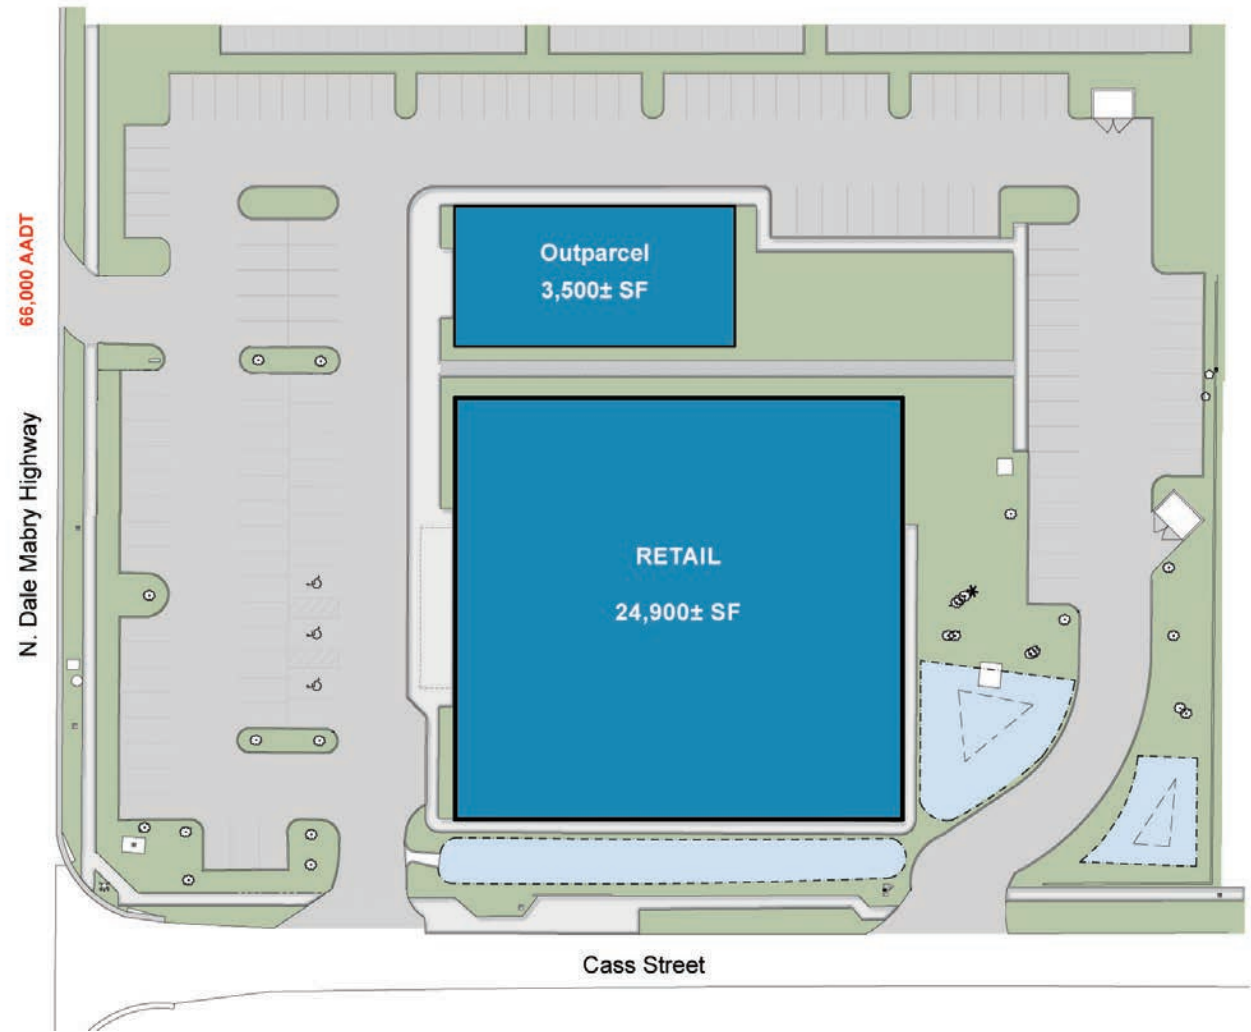 66,000 AADT
N. Dale Mabry Highway
Outparcel
3,500± SF
RETAIL
24,900± SF
Cass Street